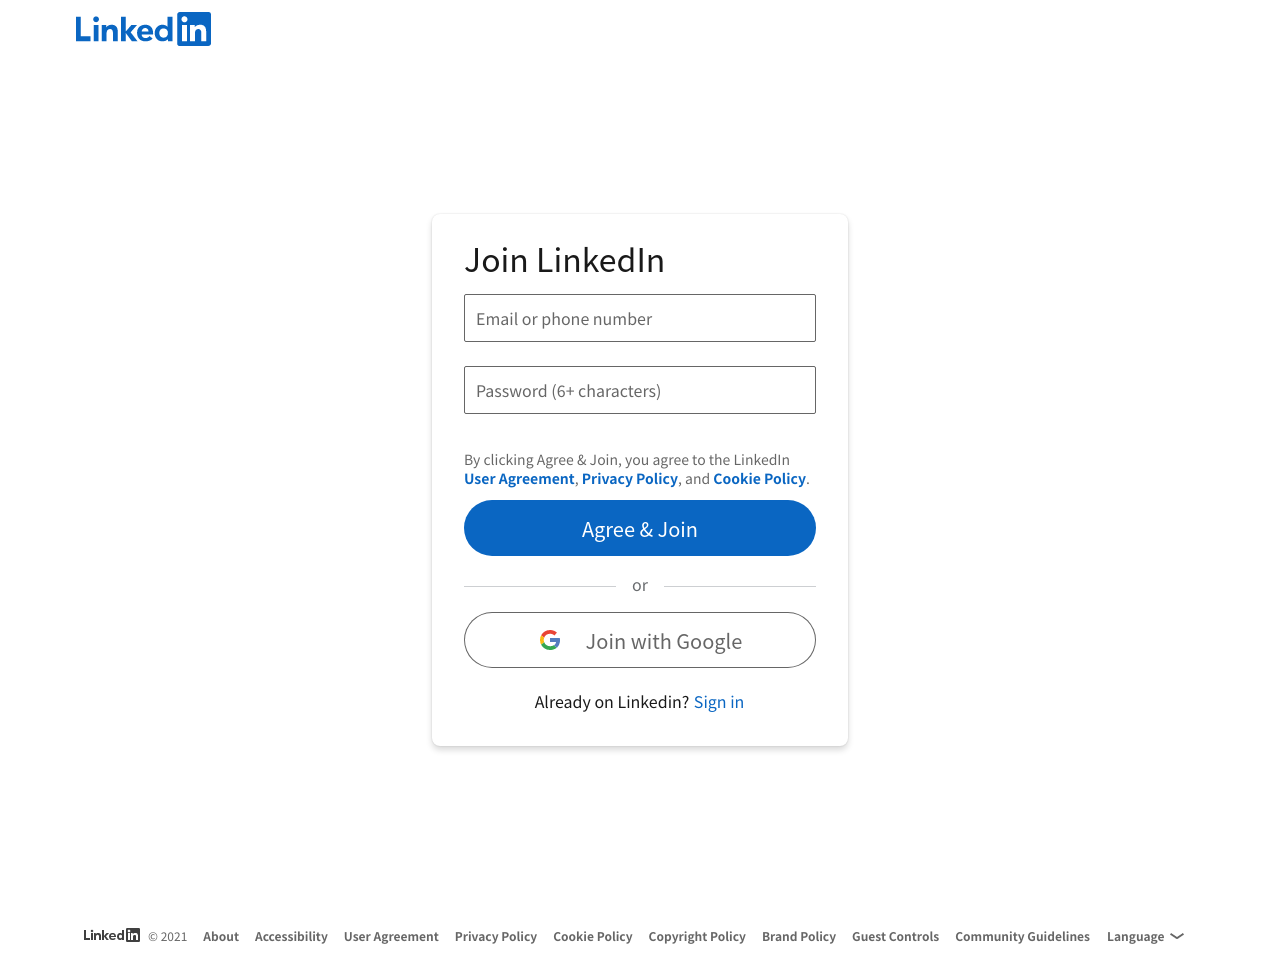 Linkedin
Join LinkedIn
Email or phone number
Password (6+ characters)
By clicking Agree & Join, you agree to the LinkedIn
User Agreement, Privacy Policy, and Cookie Policy.
Agree & Join
or
Join with Google
Already on Linkedin? Sign in
Linkedin © 2021 About Accessibility User Agreement Privacy Policy Cookie Policy Copyright Policy Brand Policy Guest Controls Community Guidelines Language